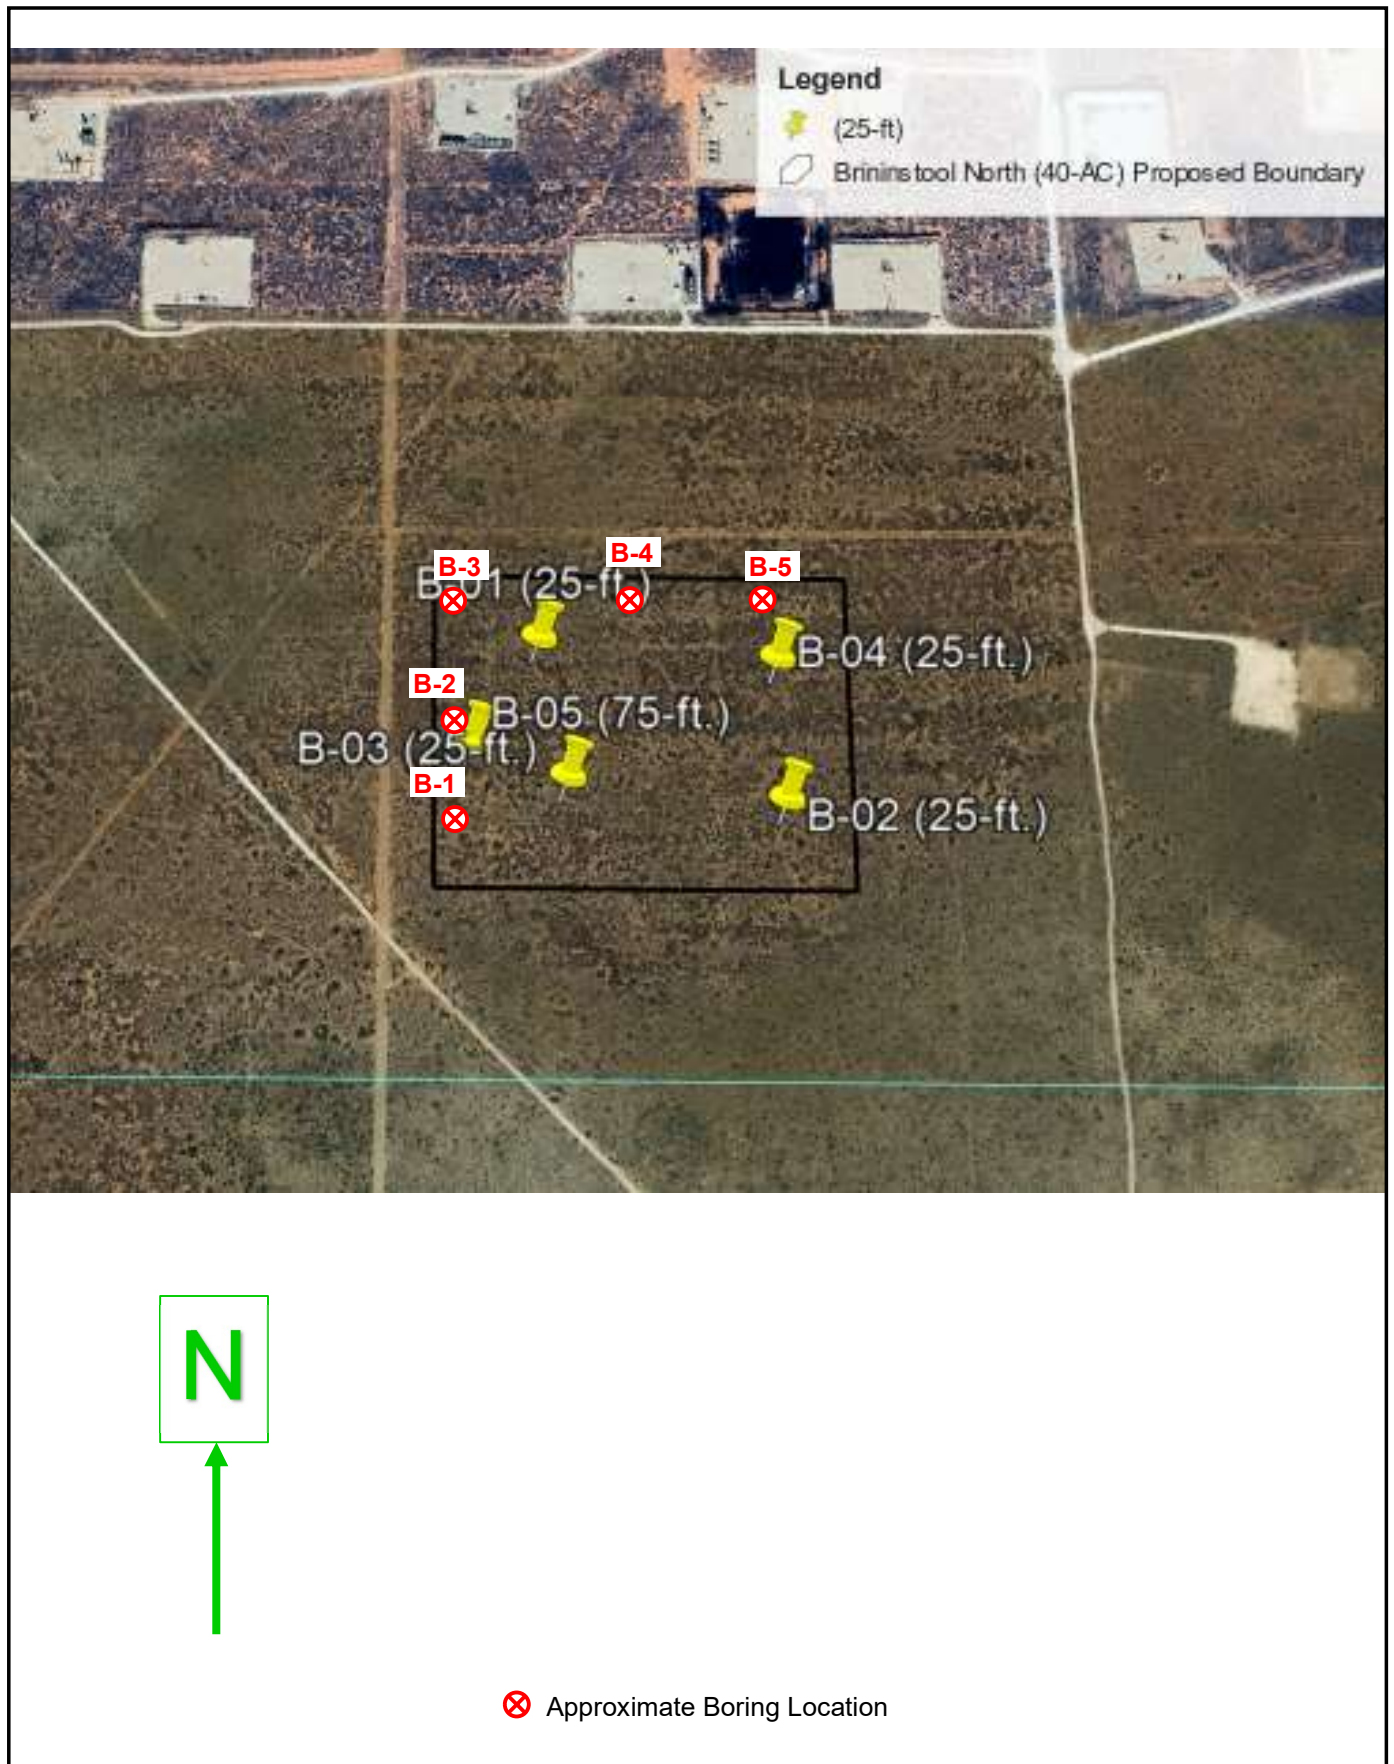 Legend
(25-ft)
Brininstool North (40-AC) Proposed Boundary
B-3
B-4
B-5
B-01 (25-ft.)
B-04 (25-ft.)
B-2
B-05 (75-ft.)
B-03 (25-ft.)
B-1
B-02 (25-ft.)
N
Approximate Boring Location